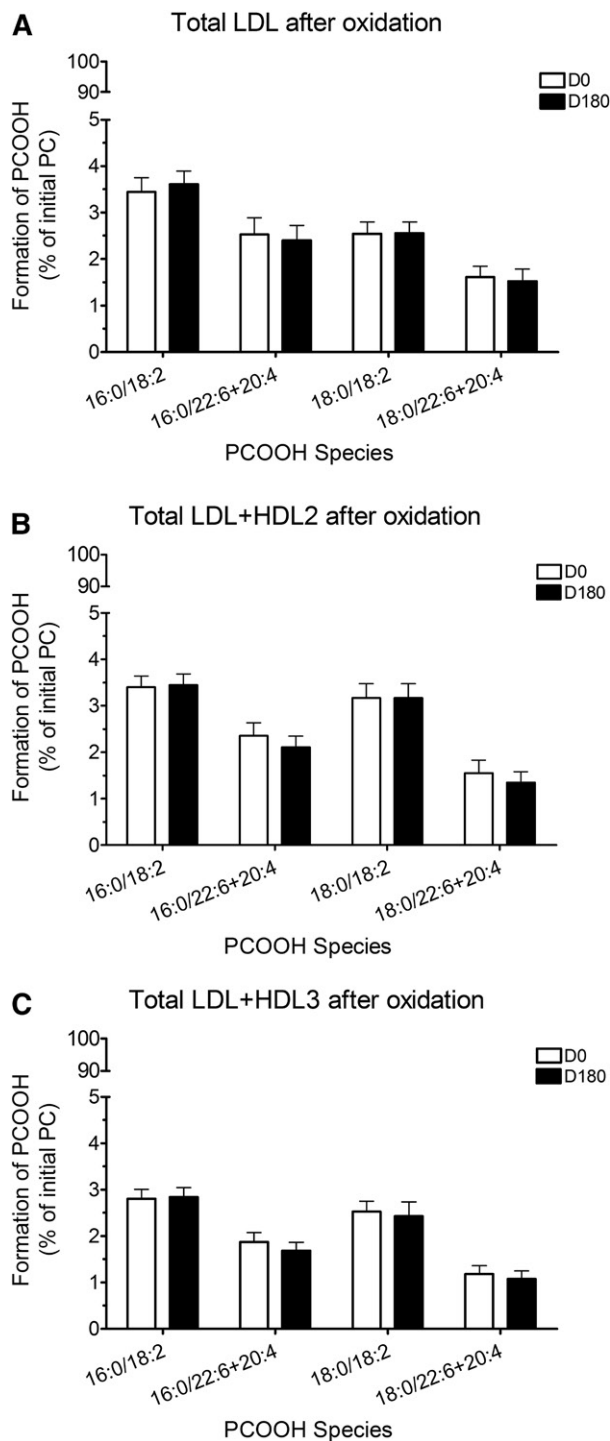 A
Total LDL after oxidation
100
90
5
4
3
2
1
0
Formation of PCOOH
(% of initial PC)
D0
D180
16:0/18:2
16:0/22:6+20:4
18:0/18:2
18:0/22:6+20:4
PCOOH Species
B
Total LDL+HDL2 after oxidation
100
90
5
4
3
2
1
0
Formation of PCOOH
(% of initial PC)
D0
D180
16:0/18:2
16:0/22:6+20:4
18:0/18:2
18:0/22:6+20:4
PCOOH Species
C
Total LDL+HDL3 after oxidation
100
90
5
4
3
2
1
0
Formation of PCOOH
(% of initial PC)
D0
D180
16:0/18:2
16:0/22:6+20:4
18:0/18:2
18:0/22:6+20:4
PCOOH Species